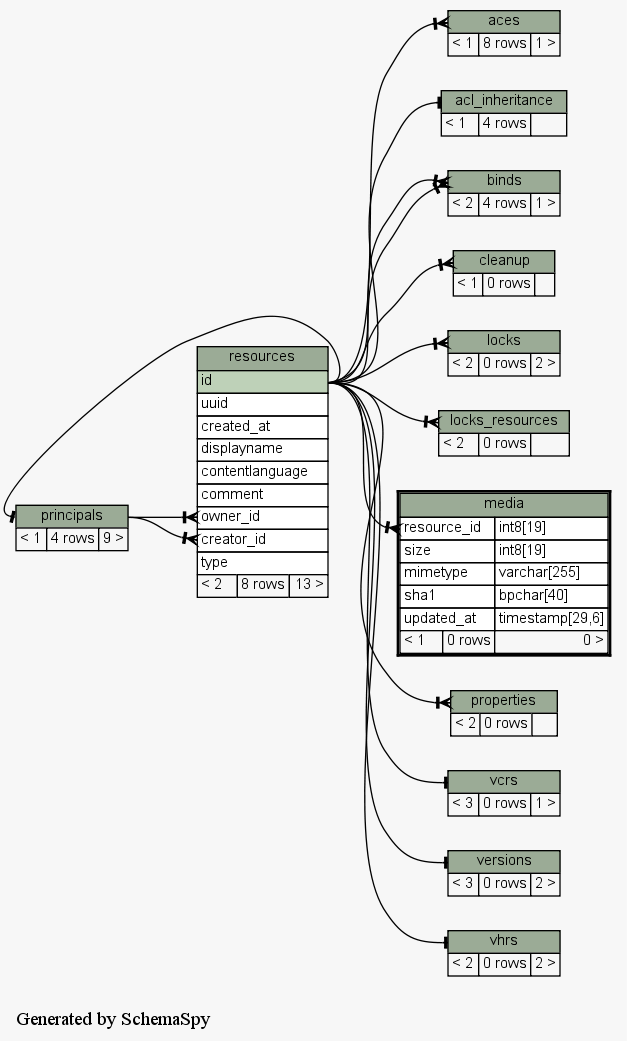 aces
< 1 8 rows 1 >
acl_inheritance
< 1 4 rows
binds
< 2 4 rows 1 >
cleanup
< 1 0 rows
locks
< 2 0 rows 2 >
resources
id
uuid
created_at
displayname
contentlanguage
comment
owner_id
creator_id
type
< 2 8 rows 13 >
locks_resources
< 2 0 rows
principals
< 1 4 rows 9 >
media
resource_id int8[19]
size int8[19]
mimetype varchar[255]
sha1 bpchar[40]
updated_at timestamp[29,6]
< 1 0 rows 0 >
properties
< 2 0 rows
vcrs
< 3 0 rows 1 >
versions
< 3 0 rows 2 >
vhrs
< 2 0 rows 2 >
Generated by SchemaSpy